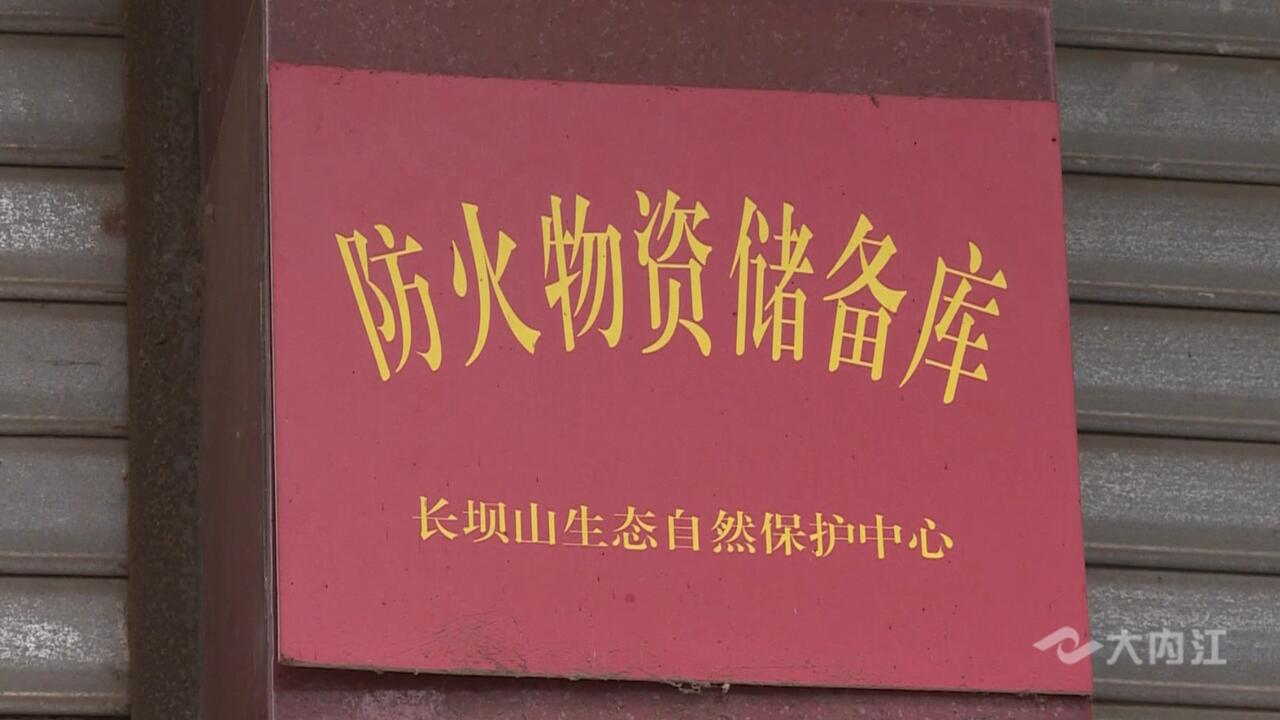 防火物资储备库
长坝山生态自然保护中心
大内江